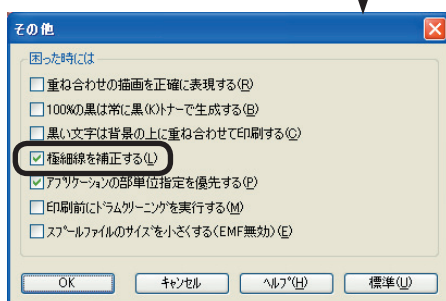 その他
困った時には
重ね合わせの描画を正確に表現する(R)
100%の黒は常に黒(K)トナーで生成する(B)
黒い文字は背景の上に重ね合わせて印刷する(C)
極細線を補正する(L)
アプリケーションの部単位指定を優先する(P)
印刷前にドラムクリーニングを実行する(M)
スプールファイルのサイズを小さくする(EMF無効)(E)
OK キャンセル ヘルプ(H) 標準(U)